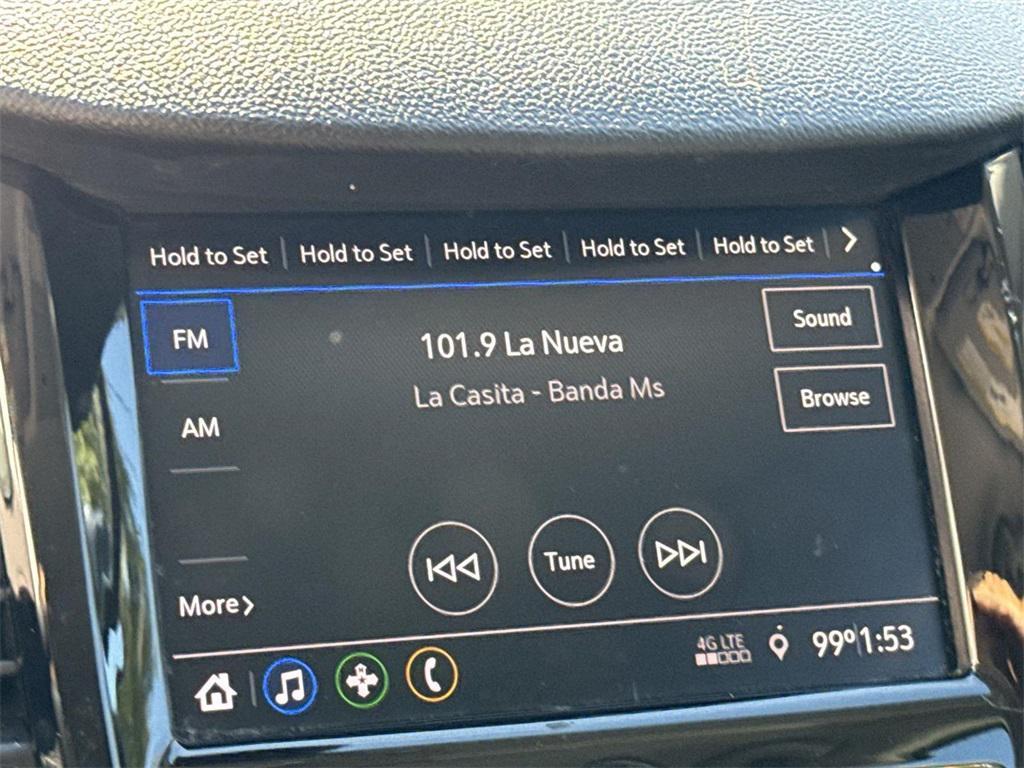 Hold to Set Hold to Set Hold to Set Hold to Set Hold to Set
FM
101.9 La Nueva
Sound
La Casita - Banda Ms
Browse
AM
Tune
More
4G LTE
99° 1:53